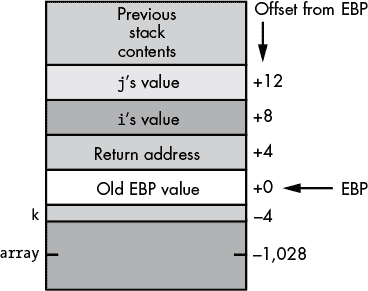 Offset from EBP
Previous
stack
contents
j's value +12
i's value +8
Return address +4
Old EBP value +0 EBP
k –4
array –1,028